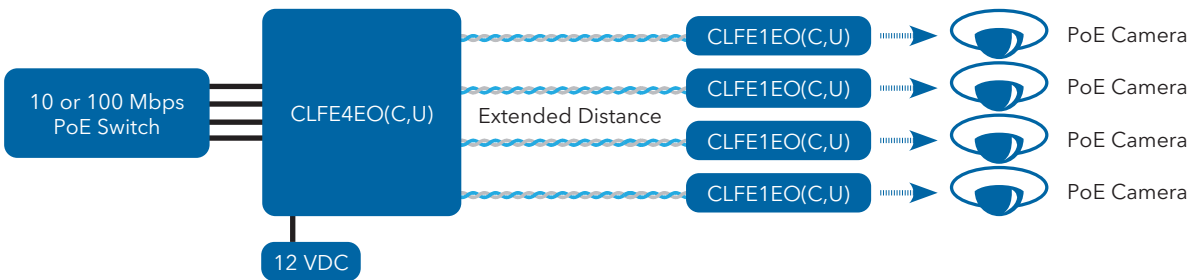 10 or 100 Mbps
PoE Switch
CLFE4EO(C,U)
12 VDC
Extended Distance
CLFE1EO(C,U)
PoE Camera
CLFE1EO(C,U)
PoE Camera
CLFE1EO(C,U)
PoE Camera
CLFE1EO(C,U)
PoE Camera